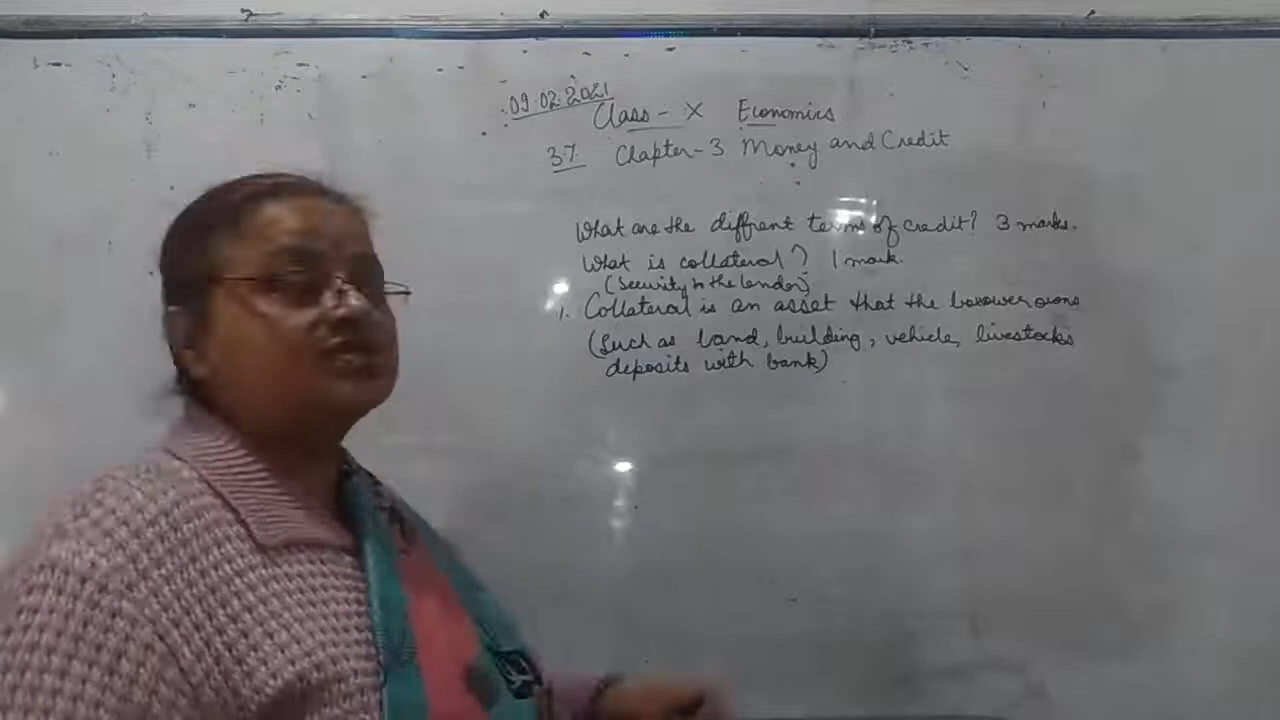 09.02.2021
Class - X Economics
37. Chapter-3 Money and Credit
What are the diffrent terms of credit? 3 marks.
What is collateral? 1 mark.
(Security to the lender)
1. Collateral is an asset that the borower owns
(Such as land, building, vehicle, livestocks
deposits with bank)